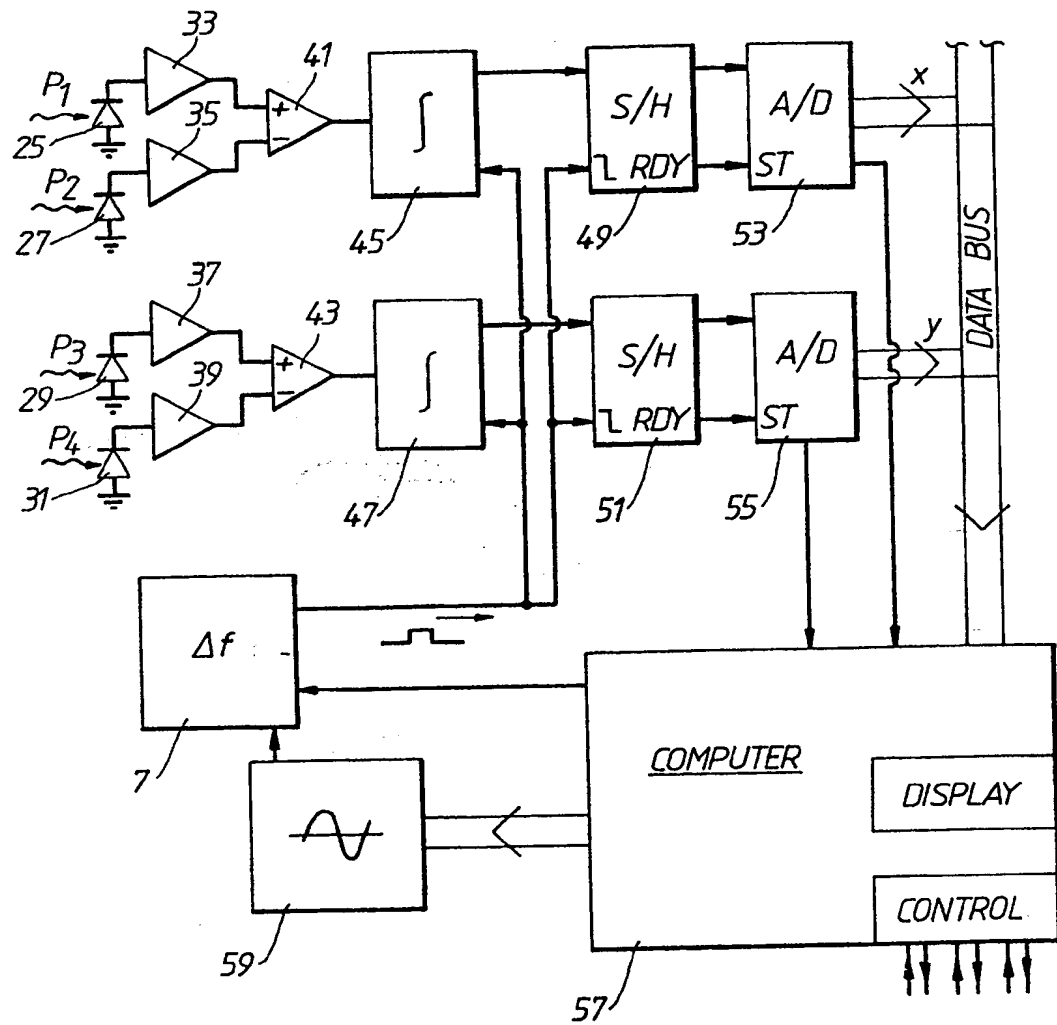 33
41
P1
25
35
P2
27
+
−
∫
45
S/H
RDY
49
A/D
ST
53
x
DATA BUS
37
43
P3
29
39
P4
31
+
−
∫
47
S/H
RDY
51
A/D
ST
55
y
Δf
7
59
COMPUTER
DISPLAY
CONTROL
57